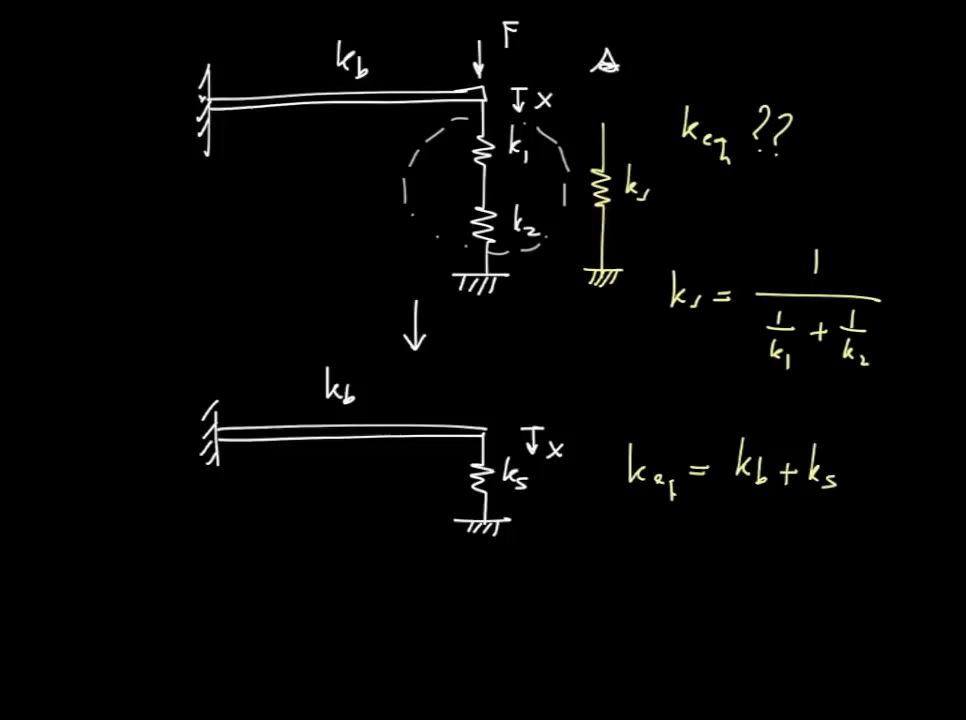 F
k_b
x
k_eq ??
k_1
k_s
k_2
k_s = 1 / (1/k_1 + 1/k_2)
k_b
x
k_s
k_eq = k_b + k_s